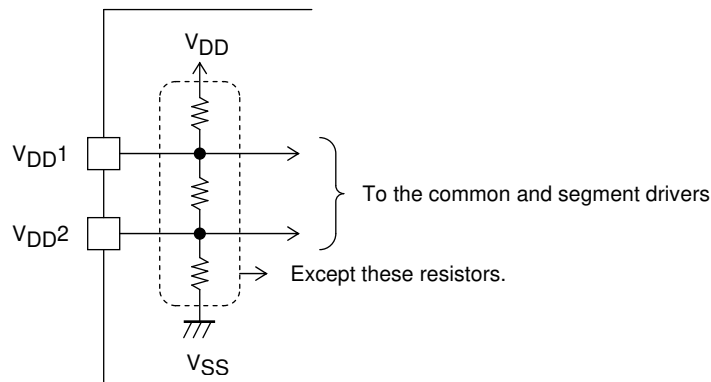 VDD
VDD1
To the common and segment drivers
VDD2
Except these resistors.
VSS